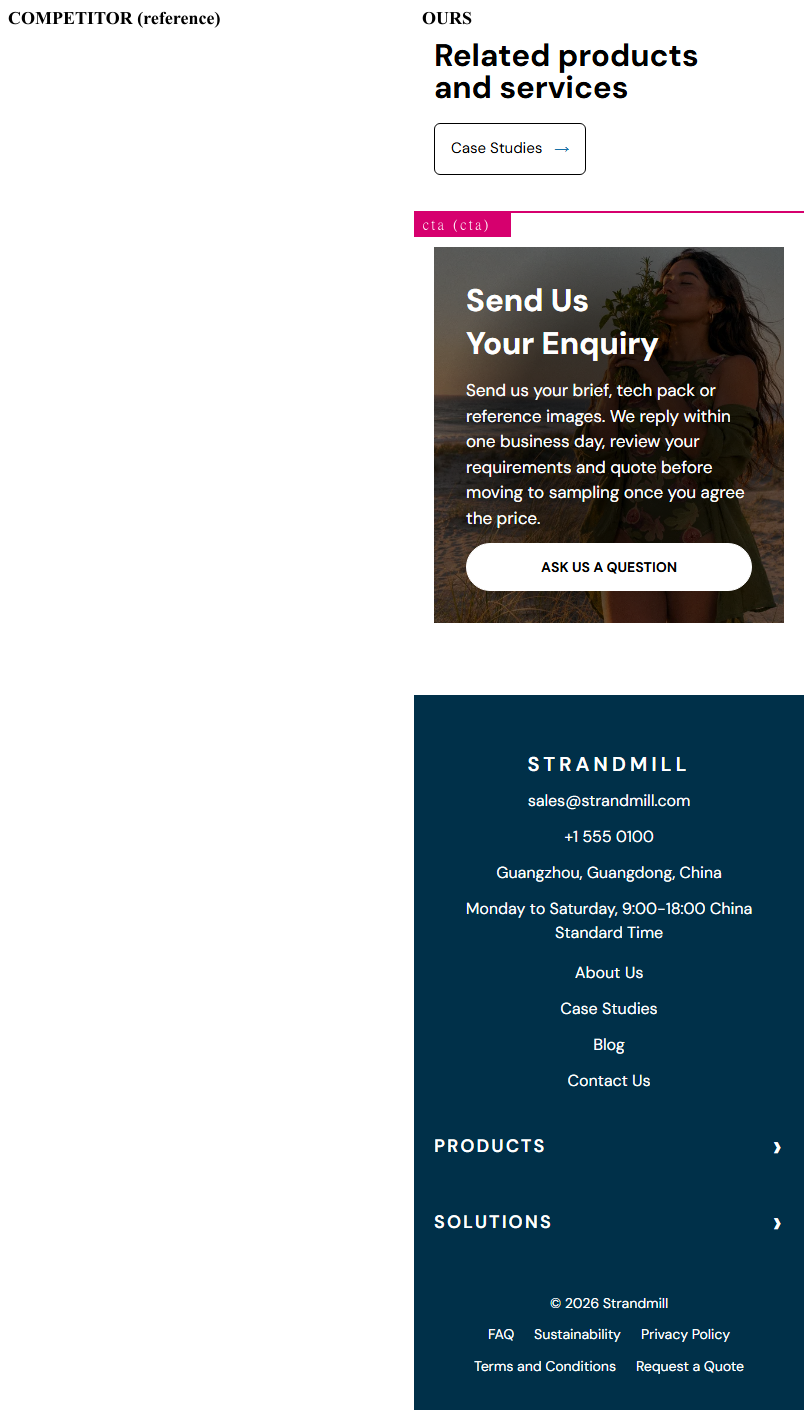 COMPETITOR (reference)
OURS
Related products
and services
Case Studies →
cta (cta)
Send Us
Your Enquiry
Send us your brief, tech pack or
reference images. We reply within
one business day, review your
requirements and quote before
moving to sampling once you agree
the price.
ASK US A QUESTION
STRANDMILL
sales@strandmill.com
+1 555 0100
Guangzhou, Guangdong, China
Monday to Saturday, 9:00–18:00 China
Standard Time
About Us
Case Studies
Blog
Contact Us
PRODUCTS ›
SOLUTIONS ›
© 2026 Strandmill
FAQ Sustainability Privacy Policy
Terms and Conditions Request a Quote